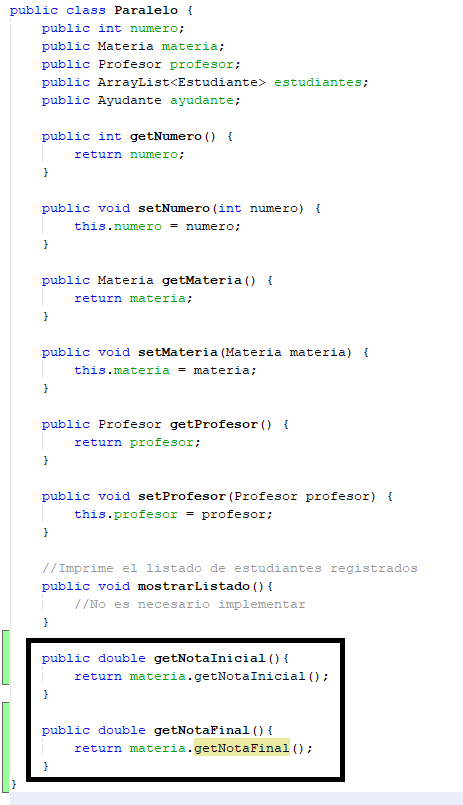 public class Paralelo {
public int numero;
public Materia materia;
public Profesor profesor;
public ArrayList<Estudiante> estudiantes;
public Ayudante ayudante;
public int getNumero() {
return numero;
}
public void setNumero(int numero) {
this.numero = numero;
}
public Materia getMateria() {
return materia;
}
public void setMateria(Materia materia) {
this.materia = materia;
}
public Profesor getProfesor() {
return profesor;
}
public void setProfesor(Profesor profesor) {
this.profesor = profesor;
}
//Imprime el listado de estudiantes registrados
public void mostrarListado(){
//No es necesario implementar
}
public double getNotaInicial(){
return materia.getNotaInicial();
}
public double getNotaFinal(){
return materia.getNotaFinal();
}
}